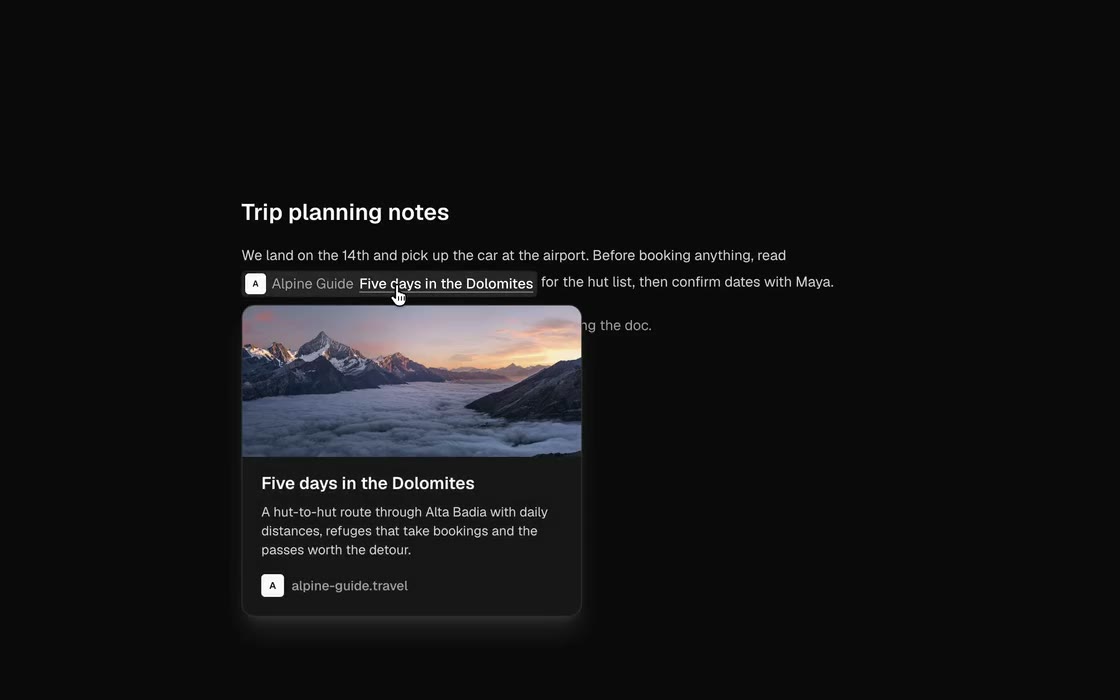 Trip planning notes
We land on the 14th and pick up the car at the airport. Before booking anything, read
A Alpine Guide Five days in the Dolomites for the hut list, then confirm dates with Maya.
the doc.
Five days in the Dolomites
A hut-to-hut route through Alta Badia with daily
distances, refuges that take bookings and the
passes worth the detour.
A alpine-guide.travel